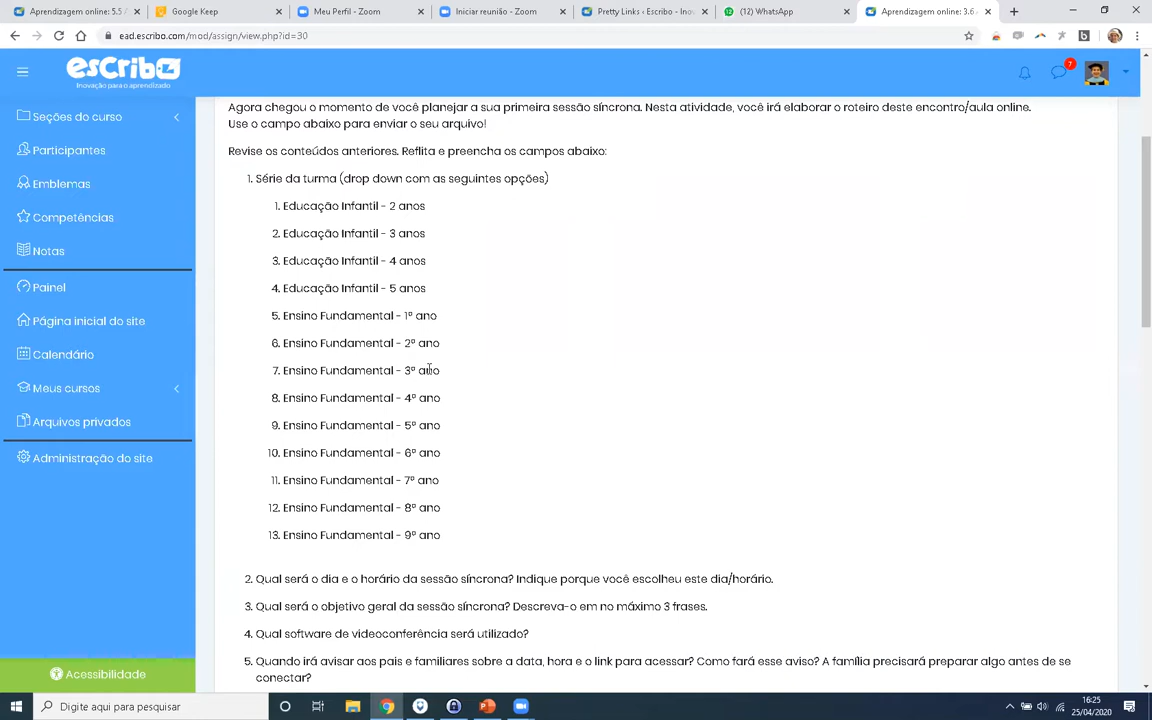 Aprendizagem online: 5.5 /
Google Keep
Meu Perfil - Zoom
Iniciar reunião - Zoom
Pretty Links ‹ Escribo - Inov
(12) WhatsApp
Aprendizagem online: 3.6
ead.escribo.com/mod/assign/view.php?id=30
esCribo
Inovação para o aprendizado
7
Seções do curso
Participantes
Emblemas
Competências
Notas
Painel
Página inicial do site
Calendário
Meus cursos
Arquivos privados
Administração do site
Acessibilidade
Agora chegou o momento de você planejar a sua primeira sessão síncrona. Nesta atividade, você irá elaborar o roteiro deste encontro/aula online.
Use o campo abaixo para enviar o seu arquivo!
Revise os conteúdos anteriores. Reflita e preencha os campos abaixo:
1. Série da turma (drop down com as seguintes opções)
1. Educação Infantil - 2 anos
2. Educação Infantil - 3 anos
3. Educação Infantil - 4 anos
4. Educação Infantil - 5 anos
5. Ensino Fundamental - 1º ano
6. Ensino Fundamental - 2º ano
7. Ensino Fundamental - 3º ano
8. Ensino Fundamental - 4º ano
9. Ensino Fundamental - 5º ano
10. Ensino Fundamental - 6º ano
11. Ensino Fundamental - 7º ano
12. Ensino Fundamental - 8º ano
13. Ensino Fundamental - 9º ano
2. Qual será o dia e o horário da sessão síncrona? Indique porque você escolheu este dia/horário.
3. Qual será o objetivo geral da sessão síncrona? Descreva-o em no máximo 3 frases.
4. Qual software de videoconferência será utilizado?
5. Quando irá avisar aos pais e familiares sobre a data, hora e o link para acessar? Como fará esse aviso? A família precisará preparar algo antes de se
conectar?
Digite aqui para pesquisar
16:25
25/04/2020